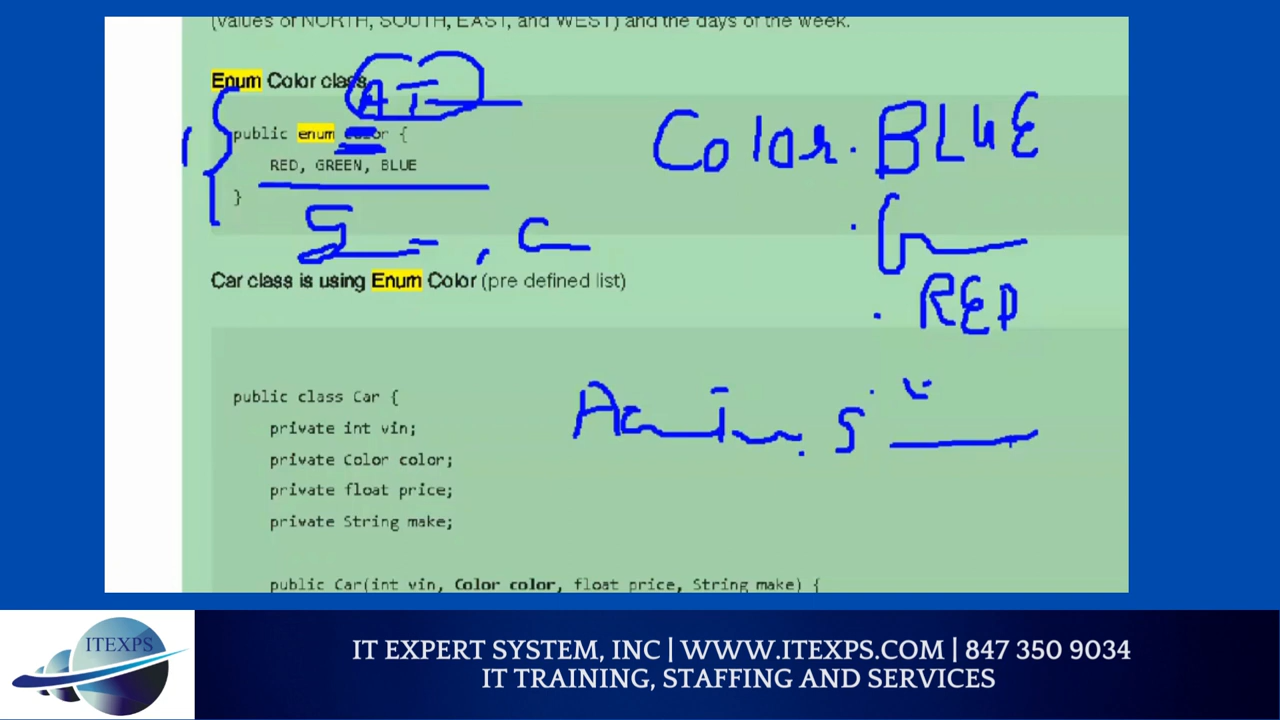 (values of NORTH, SOUTH, EAST, and WEST) and the days of the week.
Enum Color class
AT
public enum Color {
RED, GREEN, BLUE
}
Color.BLUE
S , C
. G
. RED
Car class is using Enum Color (pre defined list)
public class Car {
private int vin;
private Color color;
private float price;
private String make;
public Car(int vin, Color color, float price, String make) {
ITEXPS
IT EXPERT SYSTEM, INC | WWW.ITEXPS.COM | 847 350 9034
IT TRAINING, STAFFING AND SERVICES